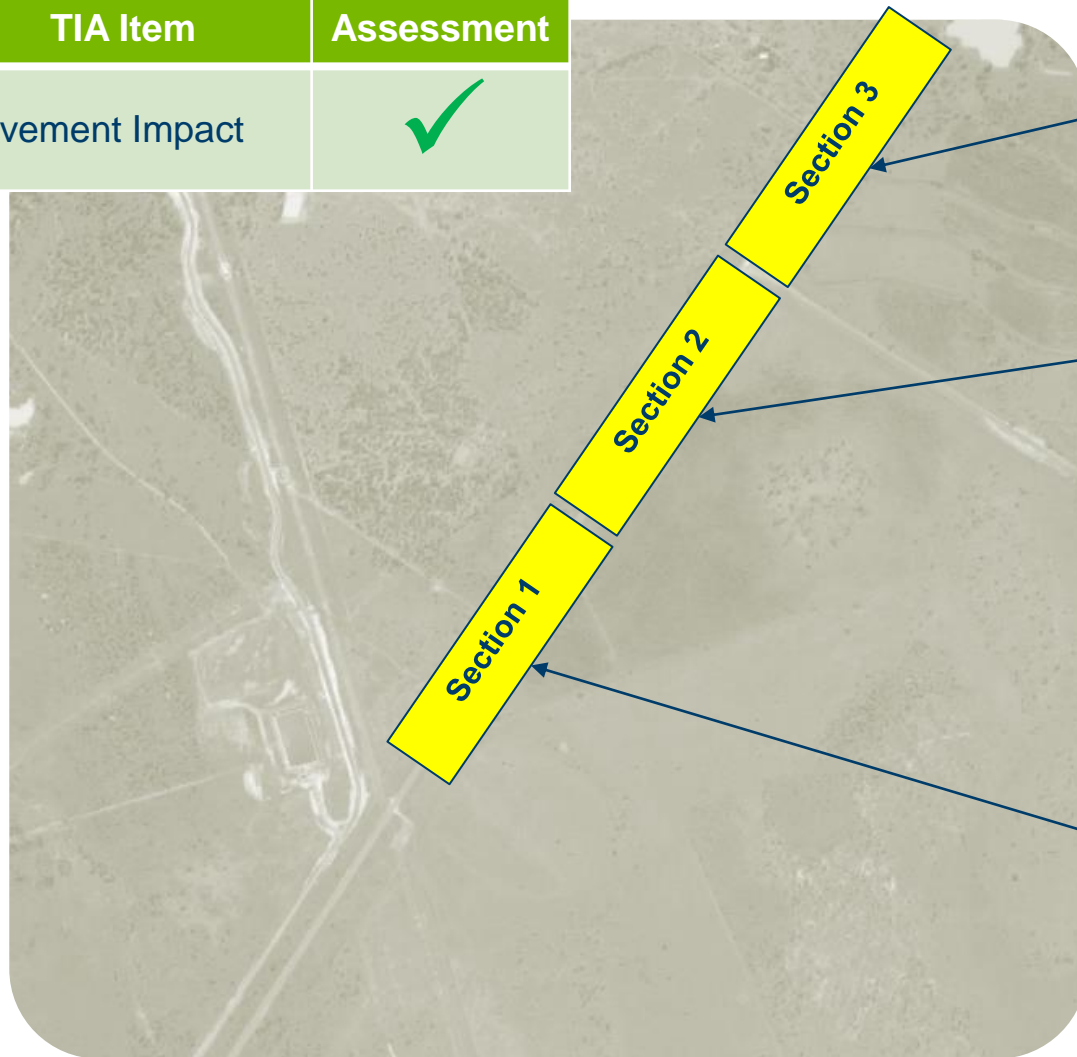 TIA Item Assessment
vement Impact
Section 3
Section 2
Section 1